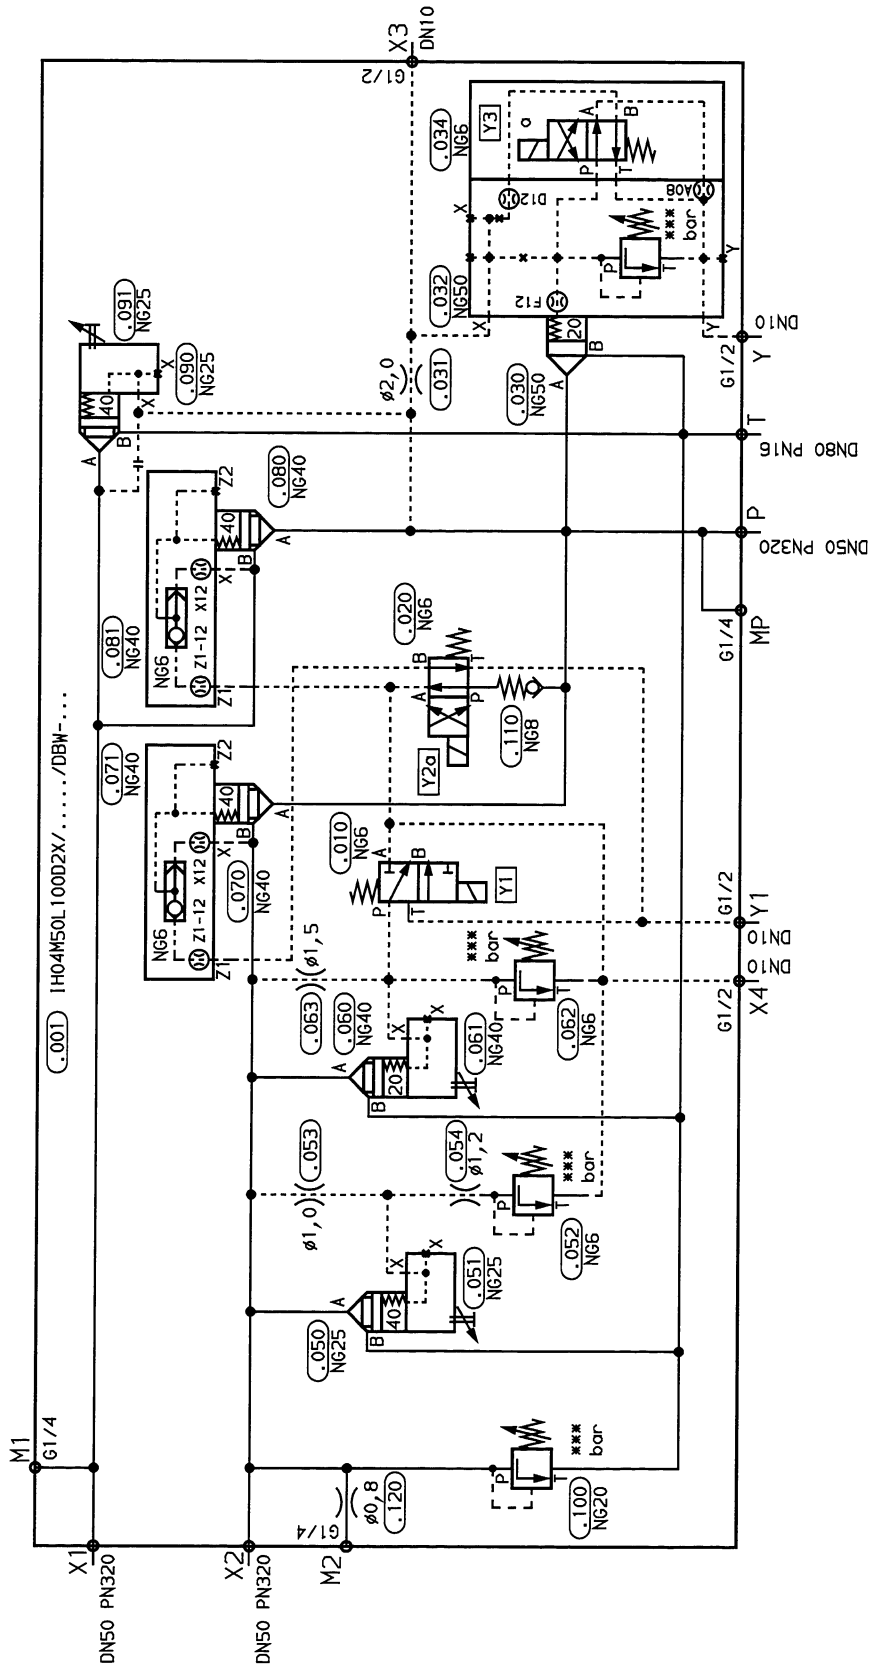 .001 IH04M50L100D2X/...../DBW-...
M1
G1/4
X1
DN50 PN320
X2
DN50 PN320
M2
G1/4
ø0,8
.120
P
T
***
bar
.100
NG20
.050
NG25
A
B
40
X
X
.051
NG25
ø1,0
.053
.054
ø1,2
P
T
***
bar
.052
NG6
A
B
20
X
X
.061
NG40
.063
ø1,5
.060
NG40
P
T
***
bar
.062
NG6
G1/2
X4
DN10
G1/2
Y1
DN10
.010
NG6
A
B
P
T
Y1
Z1
NG6
Z1-12
X12
X
Z2
.071
NG40
40
B
A
.070
NG40
Z1
NG6
Z1-12
X12
X
Z2
.081
NG40
40
B
A
.080
NG40
Y2a
A
B
P
T
.020
NG6
.110
NG8
G1/4
MP
P
DN50 PN320
T
DN80 PN16
G1/2
Y
DN10
A
B
40
X
X
.090
NG25
.091
NG25
ø2,0
.031
.030
NG50
A
B
20
.032
NG50
X
X
F12
D12
P
T
***
bar
A08
Y
Y
.034
NG6
Y3
a
A
B
P
T
G1/2
X3
DN10